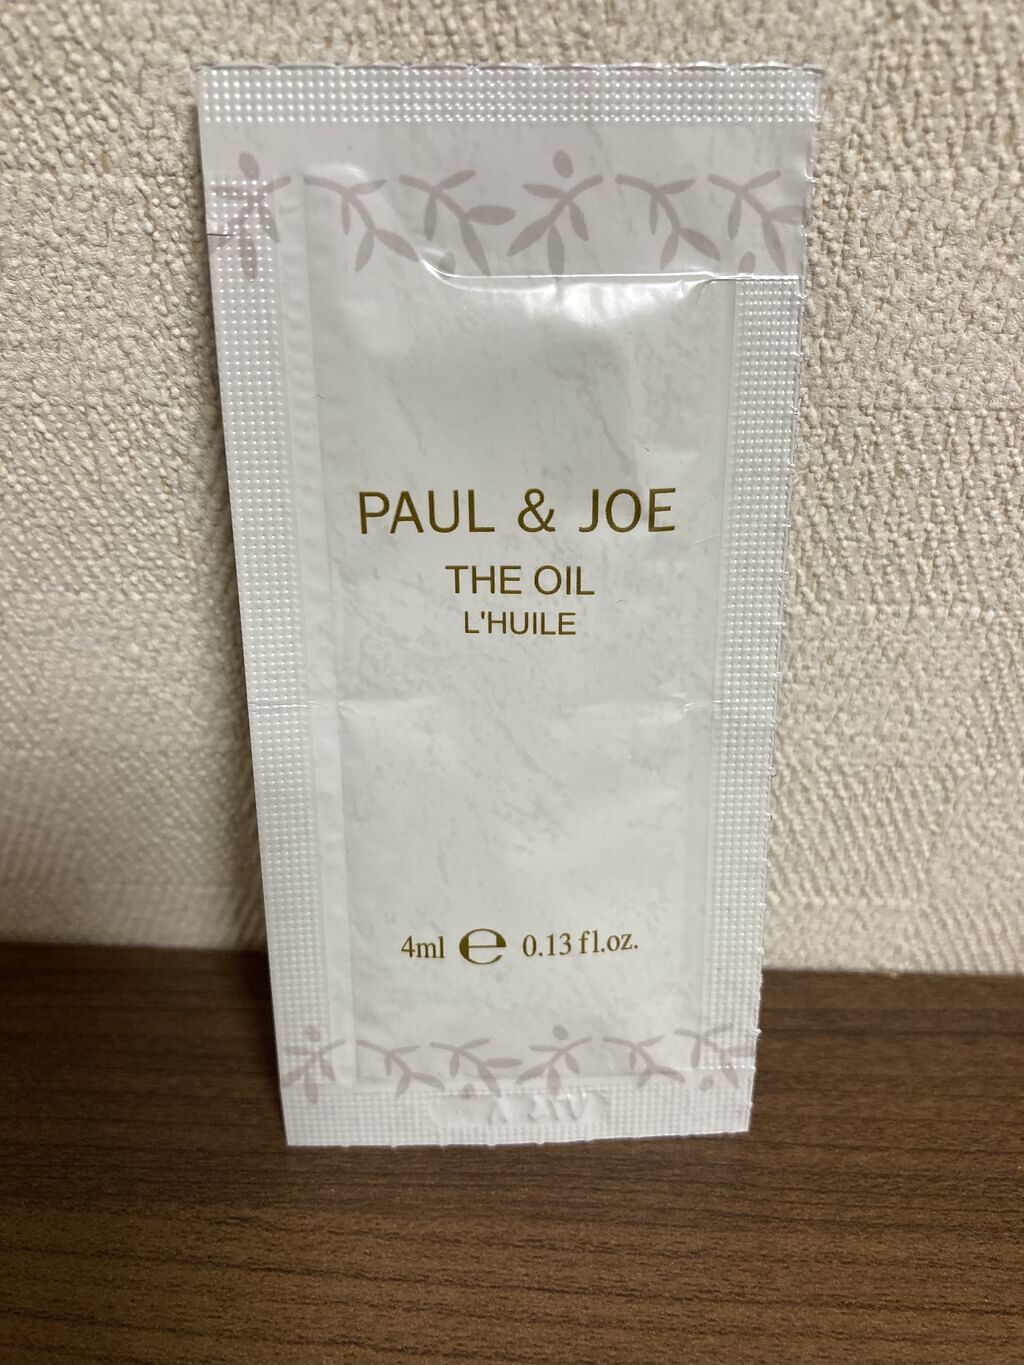 PAUL & JOE
THE OIL
L'HUILE
4ml e 0.13 fl.oz.